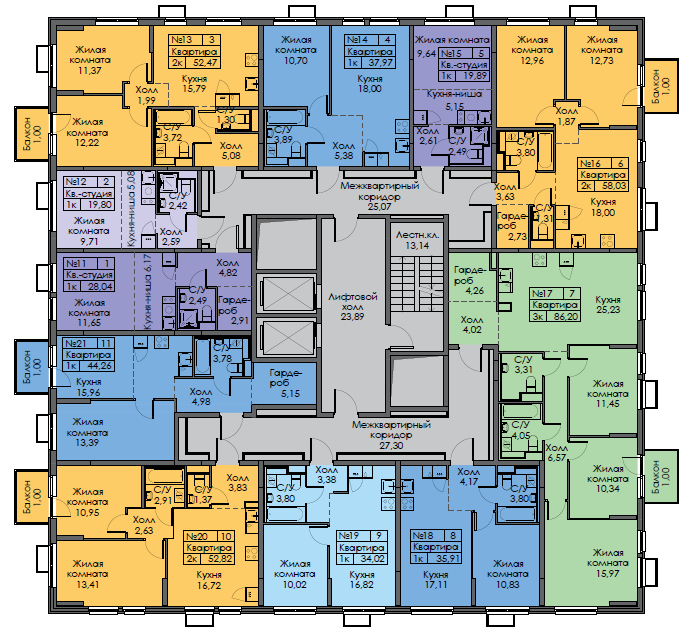 №13 3
Квартира
2к 52,47
Жилая
комната
11,37
Кухня
15,79
Холл
1,99
Жилая
комната
12,22
Балкон
1,00
С/У
3,72
С/У
1,30
Холл
5,08
Жилая
комната
10,70
№14 4
Квартира
1к 37,97
Кухня
18,00
С/У
3,89
Холл
5,38
Жилая комната
9,64
№15 5
Кв.-студия
1к 19,89
Кухня-ниша
5,15
Холл
2,61
С/У
2,49
Жилая
комната
12,96
Жилая
комната
12,73
Балкон
1,00
Холл
1,87
С/У
3,80
№16 6
Квартира
2к 58,03
Холл
3,63
С/У
1,31
Кухня
18,00
Гарде-
роб
2,73
№12 2
Кв.-студия
1к 19,80
Жилая
комната
9,71
Кухня-ниша 5,08
С/У
2,42
Холл
2,59
Межквартирный
коридор
25,07
Лестн.кл.
13,14
Лифтовой
холл
23,89
№11 1
Кв.-студия
1к 28,04
Жилая
комната
11,65
Кухня-ниша 6,17
Холл
4,82
С/У
2,49
Гарде-
роб
2,91
Гарде-
роб
4,26
Холл
4,02
№17 7
Квартира
3к 86,20
Кухня
25,23
№21 11
Квартира
1к 44,26
Кухня
15,96
Балкон
1,00
С/У
3,78
Гарде-
роб
5,15
Холл
4,98
Жилая
комната
13,39
С/У
3,31
Жилая
комната
11,45
С/У
4,05
Холл
6,57
Межквартирный
коридор
27,30
Жилая
комната
10,34
Балкон
1,00
Жилая
комната
15,97
Балкон
1,00
Жилая
комната
10,95
С/У
2,91
С/У
1,37
Холл
3,83
Холл
2,63
№20 10
Квартира
2к 52,82
Жилая
комната
13,41
Кухня
16,72
С/У
3,80
Холл
3,38
№19 9
Квартира
1к 34,02
Жилая
комната
10,02
Кухня
16,82
Холл
4,17
С/У
3,80
№18 8
Квартира
1к 35,91
Кухня
17,11
Жилая
комната
10,83